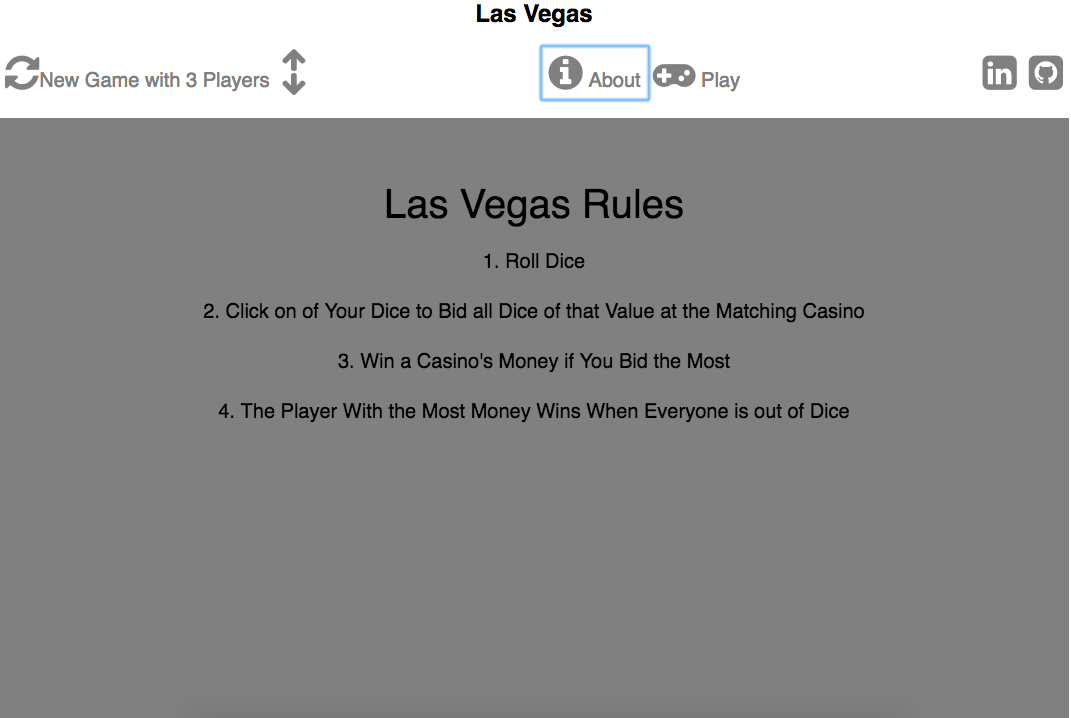 Las Vegas
New Game with 3 Players
About
Play
in
Las Vegas Rules
1. Roll Dice
2. Click on of Your Dice to Bid all Dice of that Value at the Matching Casino
3. Win a Casino's Money if You Bid the Most
4. The Player With the Most Money Wins When Everyone is out of Dice